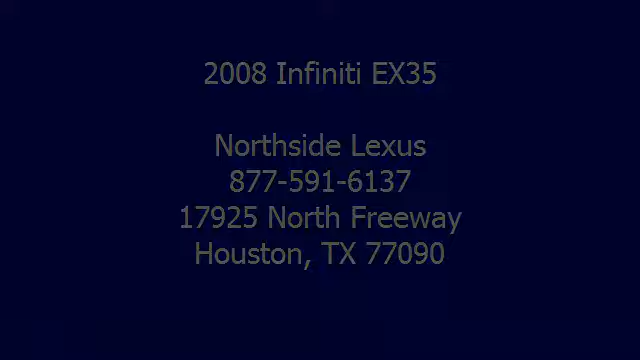 2008 Infiniti EX35
Northside Lexus
877-591-6137
17925 North Freeway
Houston, TX 77090